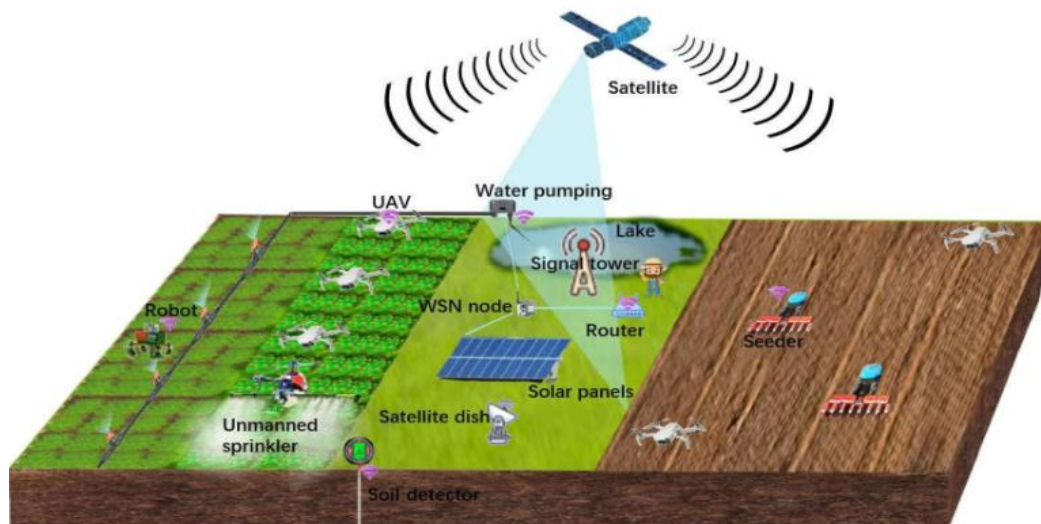 Satellite
Water pumping
UAV
Lake
Signal tower
WSN node
Robot
Router
Seeder
Solar panels
Satellite dish
Unmanned
sprinkler
Soil detector